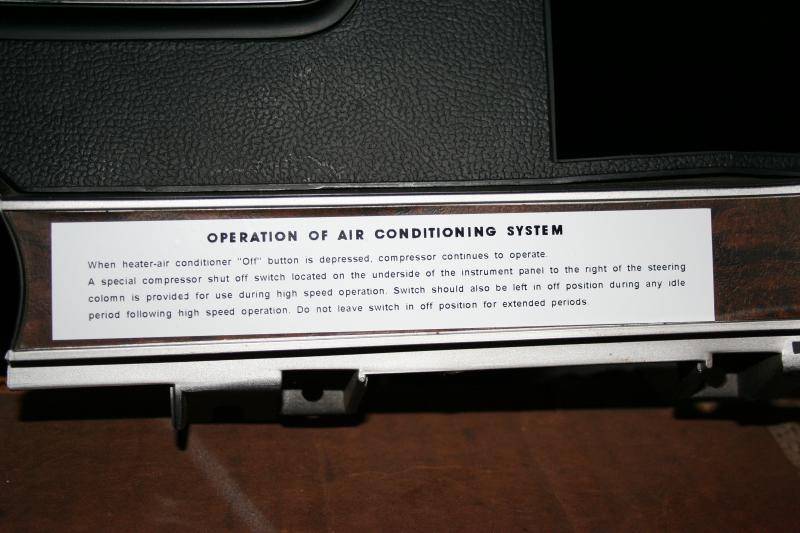 OPERATION OF AIR CONDITIONING SYSTEM
When heater-air conditioner "Off" button is depressed, compressor continues to operate.
A special compressor shut off switch located on the underside of the instrument panel to the right of the steering
colomn is provided for use during high speed operation. Switch should also be left in off position during any idle
period following high speed operation. Do not leave switch in off position for extended periods.